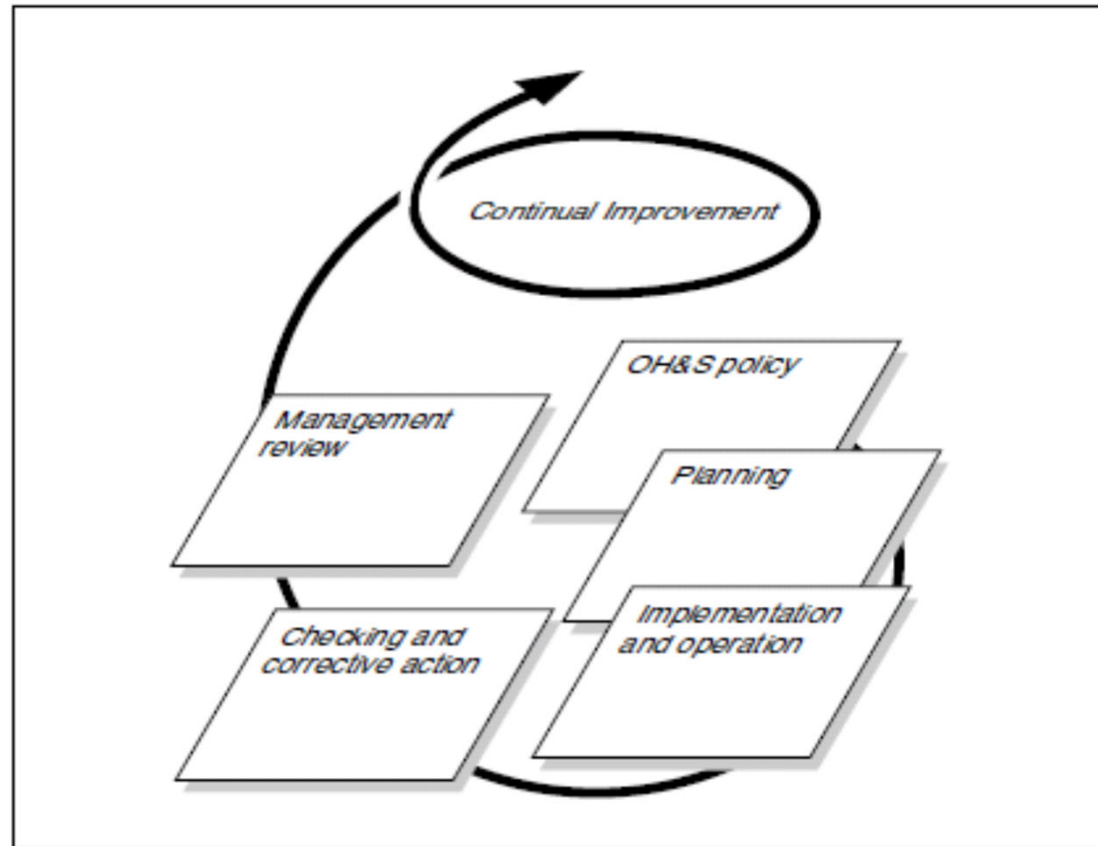 Continual Improvement
OH&S policy
Management
review
Planning
Implementation
and operation
Checking and
corrective action